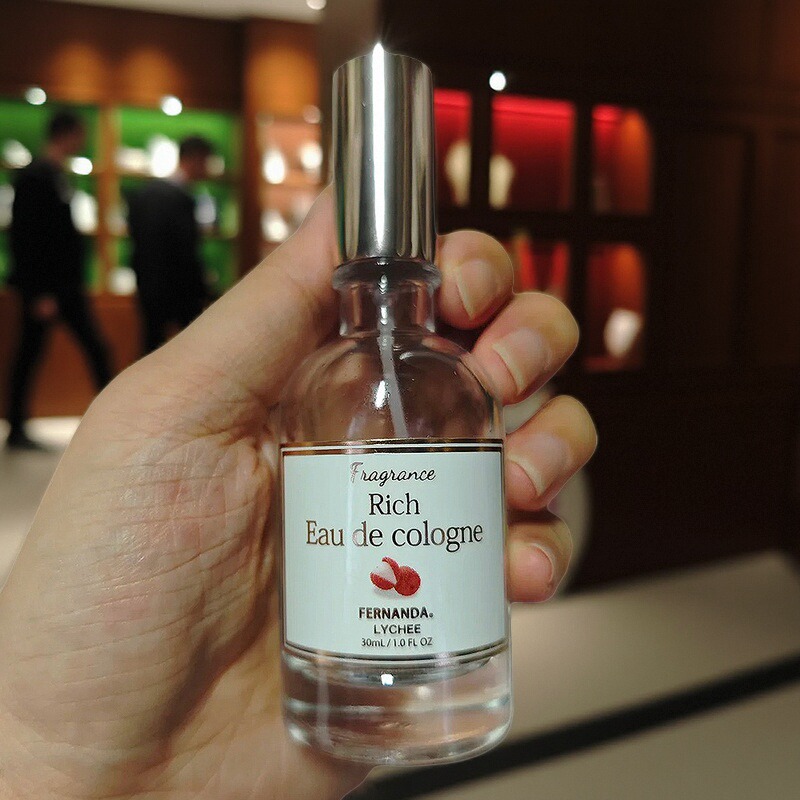 Fragrance
Rich
Eau de cologne
FERNANDA.
LYCHEE
30mL / 1.0 FL OZ